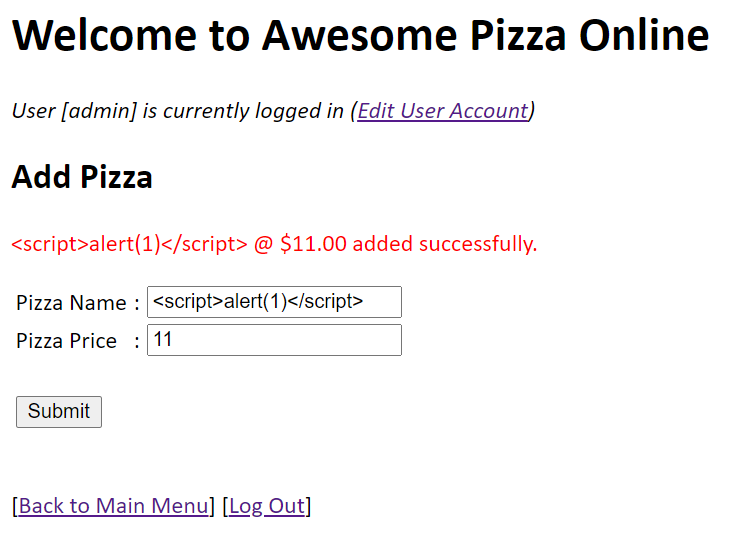 Welcome to Awesome Pizza Online
User [admin] is currently logged in (Edit User Account)
Add Pizza
<script>alert(1)</script> @ $11.00 added successfully.
Pizza Name : <script>alert(1)</script>
Pizza Price : 11
Submit
[Back to Main Menu] [Log Out]